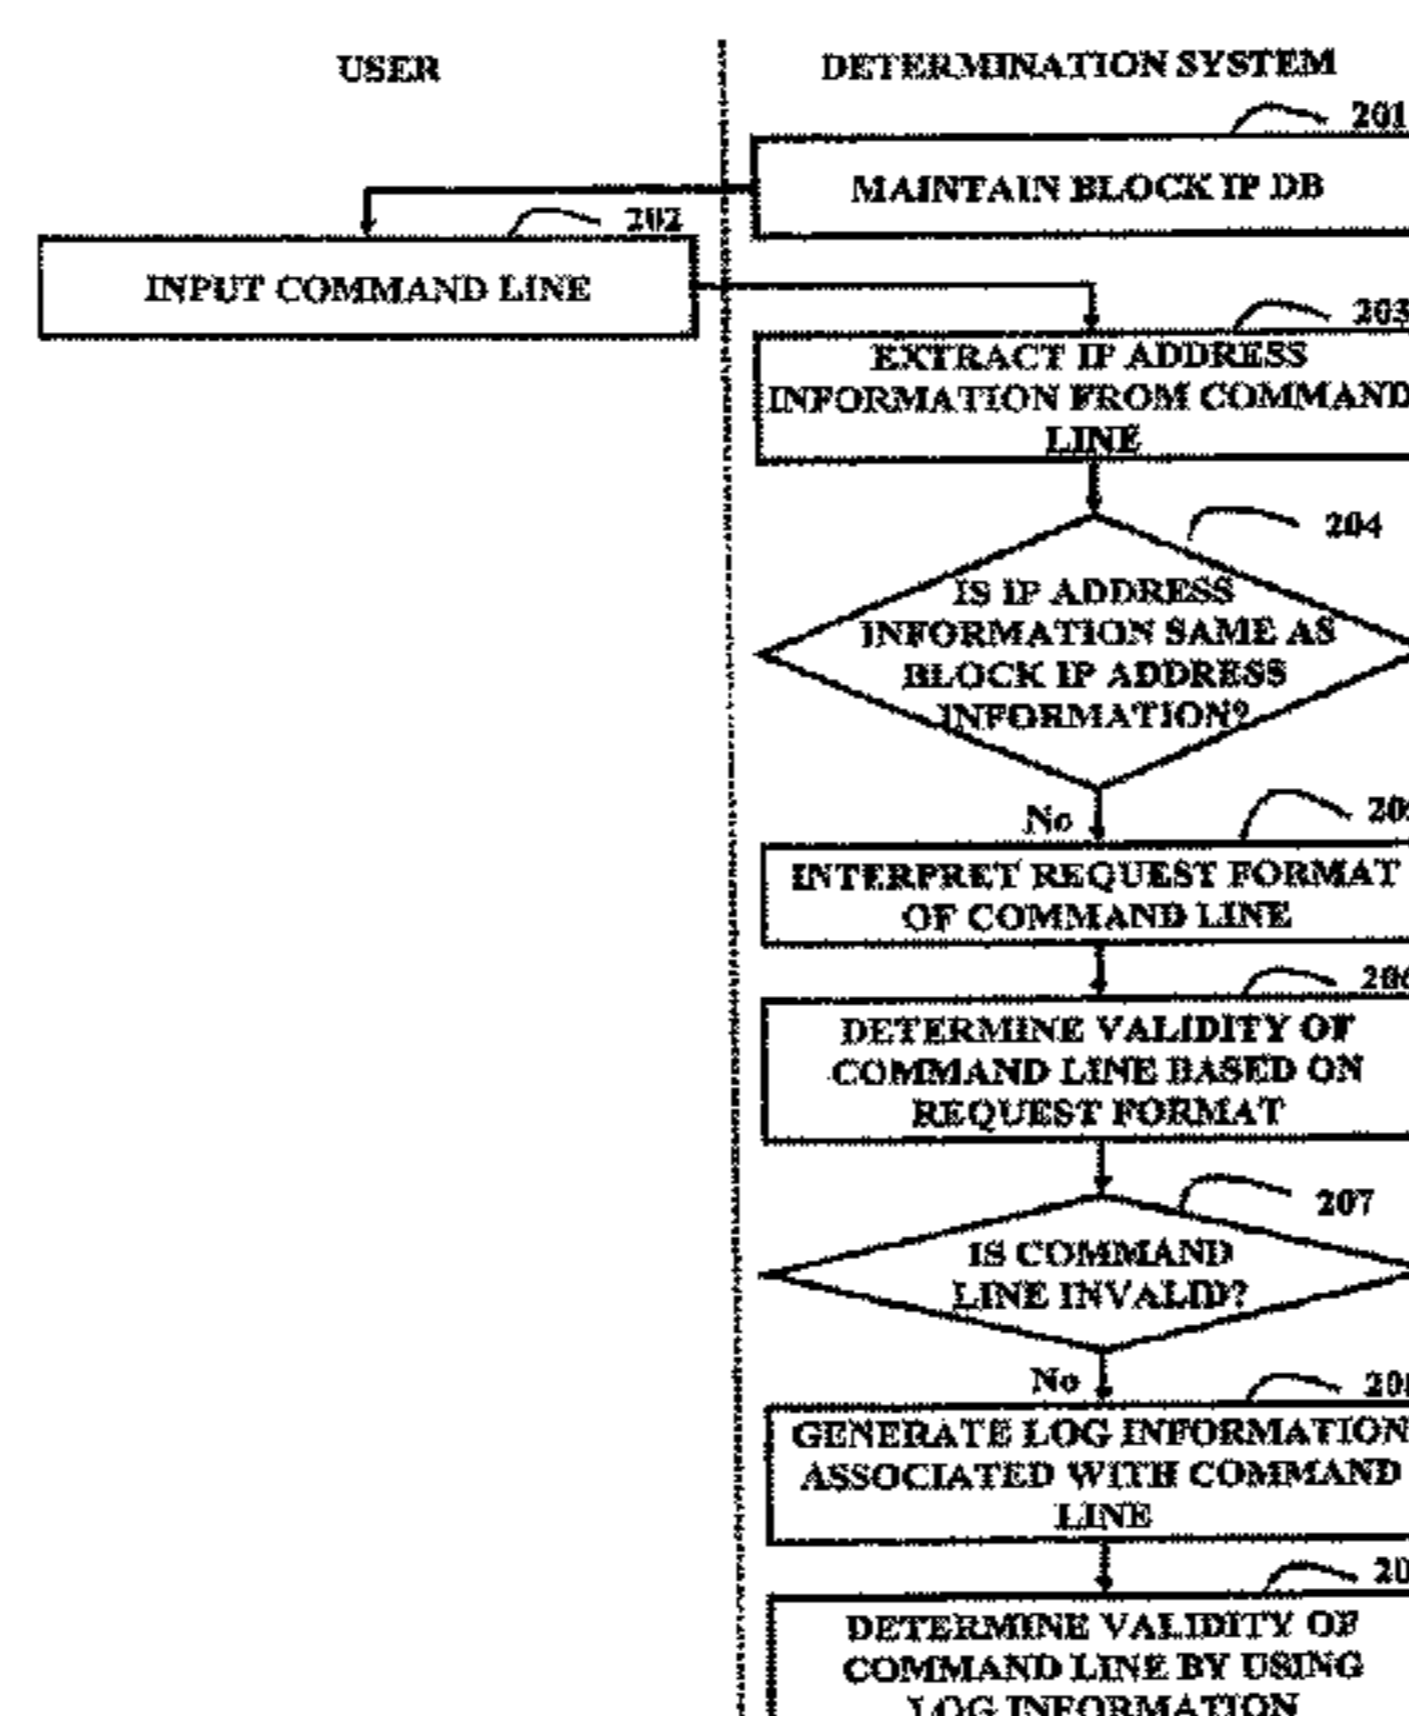 USER
DETERMINATION SYSTEM
201
MAINTAIN BLOCK IP DB
202
INPUT COMMAND LINE
203
EXTRACT IP ADDRESS
INFORMATION FROM COMMAND
LINE
204
IS IP ADDRESS
INFORMATION SAME AS
BLOCK IP ADDRESS
INFORMATION?
No
INTERPRET REQUEST FORMAT
OF COMMAND LINE
206
DETERMINE VALIDITY OF
COMMAND LINE BASED ON
REQUEST FORMAT
207
IS COMMAND
LINE INVALID?
No
GENERATE LOG INFORMATION
ASSOCIATED WITH COMMAND
LINE
DETERMINE VALIDITY OF
COMMAND LINE BY USING
LOG INFORMATION